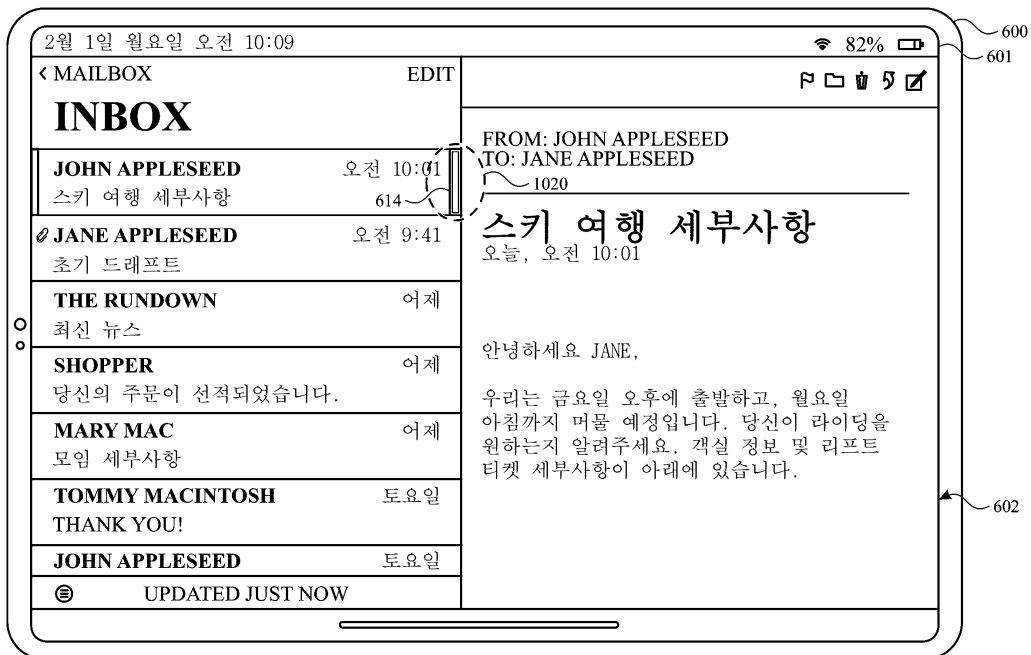 2월 1일 월요일 오전 10:09
82%
600
601
< MAILBOX
EDIT
INBOX
JOHN APPLESEED
오전 10:01
스키 여행 세부사항
614
JANE APPLESEED
오전 9:41
초기 드래프트
THE RUNDOWN
어제
최신 뉴스
SHOPPER
어제
당신의 주문이 선적되었습니다.
MARY MAC
어제
모임 세부사항
TOMMY MACINTOSH
토요일
THANK YOU!
JOHN APPLESEED
토요일
UPDATED JUST NOW
FROM: JOHN APPLESEED
TO: JANE APPLESEED
1020
스키 여행 세부사항
오늘, 오전 10:01
안녕하세요 JANE,
우리는 금요일 오후에 출발하고, 월요일
아침까지 머물 예정입니다. 당신이 라이딩을
원하는지 알려주세요. 객실 정보 및 리프트
티켓 세부사항이 아래에 있습니다.
602